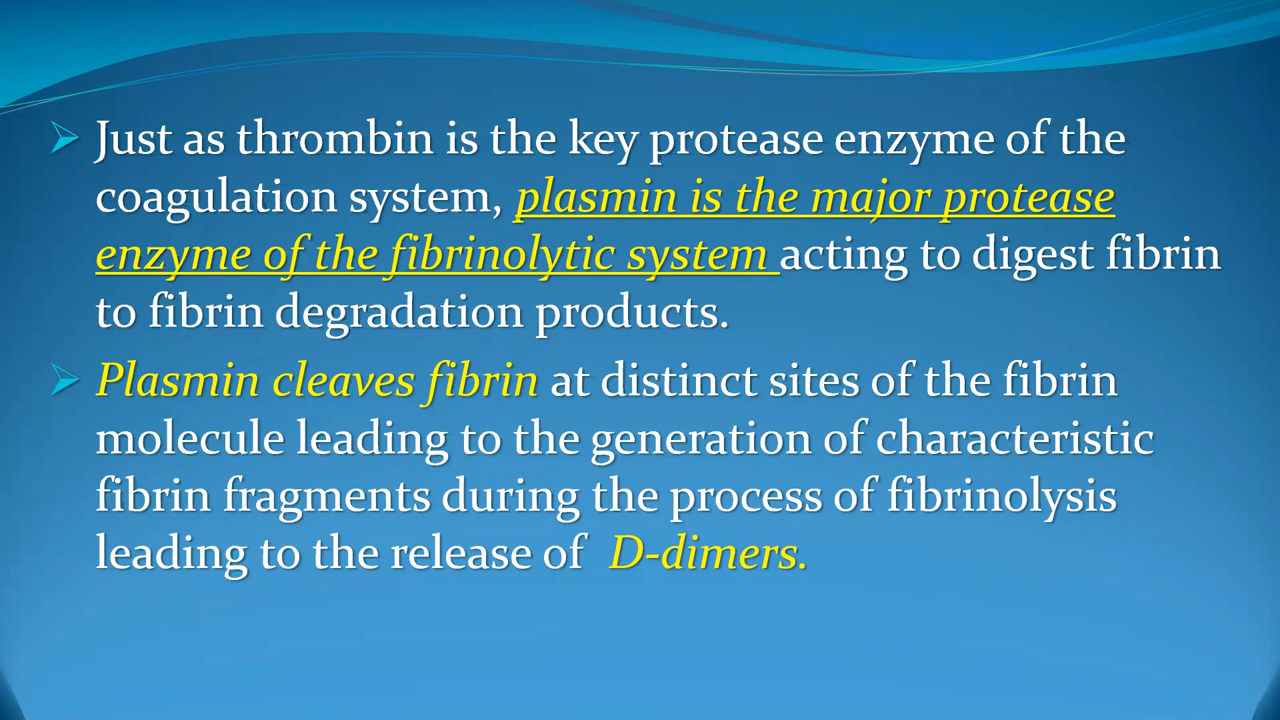 Just as thrombin is the key protease enzyme of the
coagulation system, plasmin is the major protease
enzyme of the fibrinolytic system acting to digest fibrin
to fibrin degradation products.
Plasmin cleaves fibrin at distinct sites of the fibrin
molecule leading to the generation of characteristic
fibrin fragments during the process of fibrinolysis
leading to the release of D-dimers.